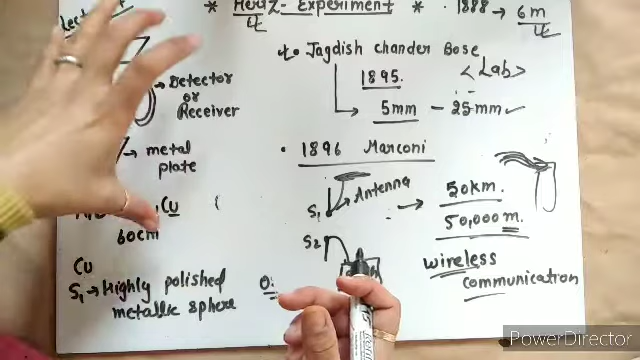 * Hertz - Experiment *
1888 → 6m
Jagdish chander Bose
1895.
<Lab>
5mm - 25mm
→ Detector
or
Receiver
→ metal
plate
Cu
60cm
Cu
S₁ → Highly polished
metallic sphere
• 1896 Marconi
Antenna
S₁
S₂
→ 50km.
50,000 m.
wireless
communication
PowerDirector